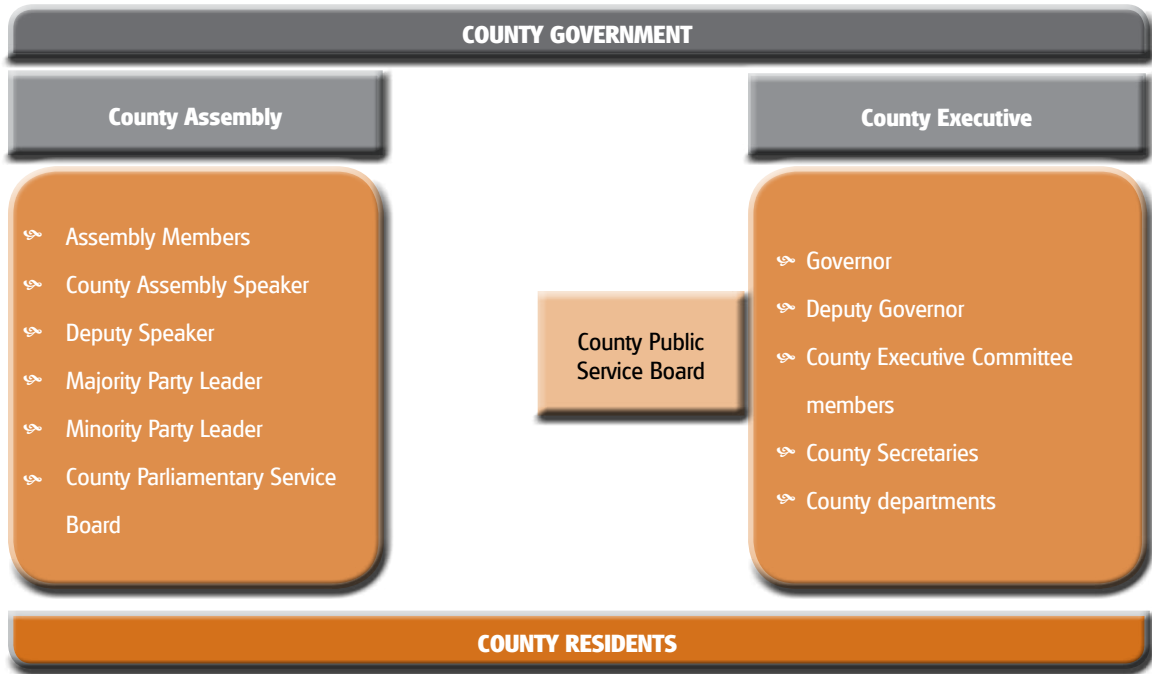 COUNTY GOVERNMENT
County Assembly
Assembly Members
County Assembly Speaker
Deputy Speaker
Majority Party Leader
Minority Party Leader
County Parliamentary Service
Board
County Public
Service Board
County Executive
Governor
Deputy Governor
County Executive Committee
members
County Secretaries
County departments
COUNTY RESIDENTS